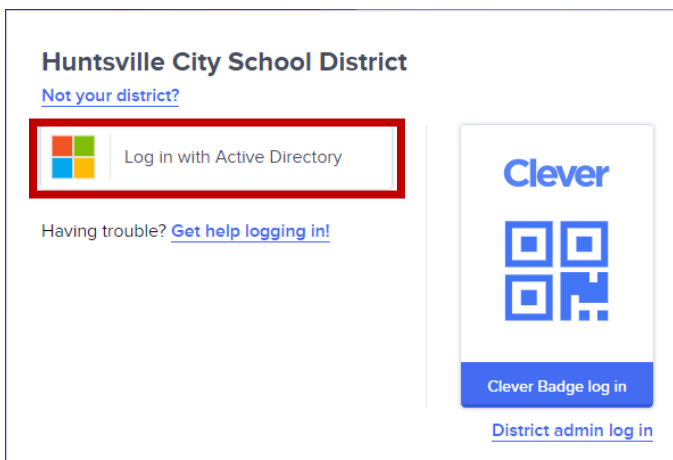 Huntsville City School District
Not your district?
Log in with Active Directory
Having trouble? Get help logging in!
Clever
Clever Badge log in
District admin log in